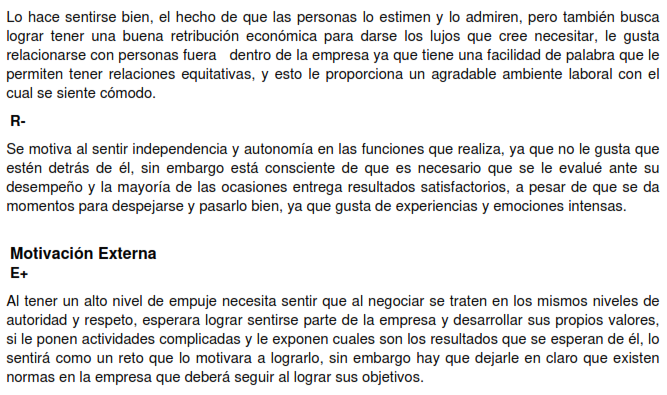 Lo hace sentirse bien, el hecho de que las personas lo estimen y lo admiren, pero también busca
lograr tener una buena retribución económica para darse los lujos que cree necesitar, le gusta
relacionarse con personas fuera   dentro de la empresa ya que tiene una facilidad de palabra que le
permiten tener relaciones equitativas, y esto le proporciona un agradable ambiente laboral con el
cual se siente cómodo.
R-
Se motiva al sentir independencia y autonomía en las funciones que realiza, ya que no le gusta que
estén detrás de él, sin embargo está consciente de que es necesario que se le evalué ante su
desempeño y la mayoría de las ocasiones entrega resultados satisfactorios, a pesar de que se da
momentos para despejarse y pasarlo bien, ya que gusta de experiencias y emociones intensas.
Motivación Externa
E+
Al tener un alto nivel de empuje necesita sentir que al negociar se traten en los mismos niveles de
autoridad y respeto, esperara lograr sentirse parte de la empresa y desarrollar sus propios valores,
si le ponen actividades complicadas y le exponen cuales son los resultados que se esperan de él, lo
sentirá como un reto que lo motivara a lograrlo, sin embargo hay que dejarle en claro que existen
normas en la empresa que deberá seguir al lograr sus objetivos.